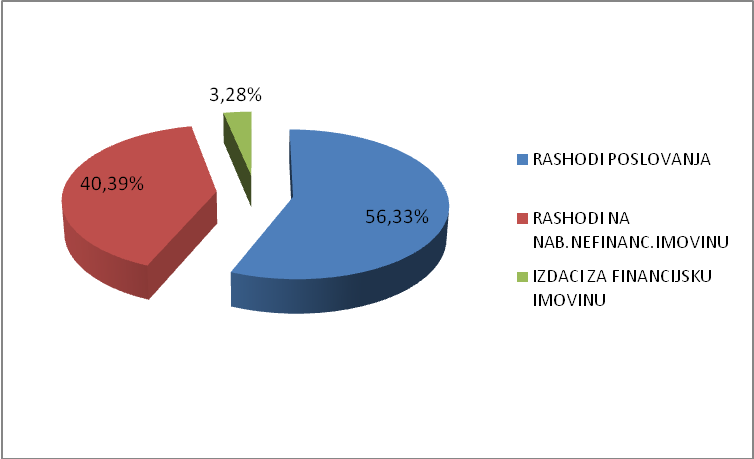 3,28%
40,39%
56,33%
RASHODI POSLOVANJA
RASHODI NA
NAB.NEFINANC.IMOVINU
IZDACI ZA FINANCIJSKU
IMOVINU